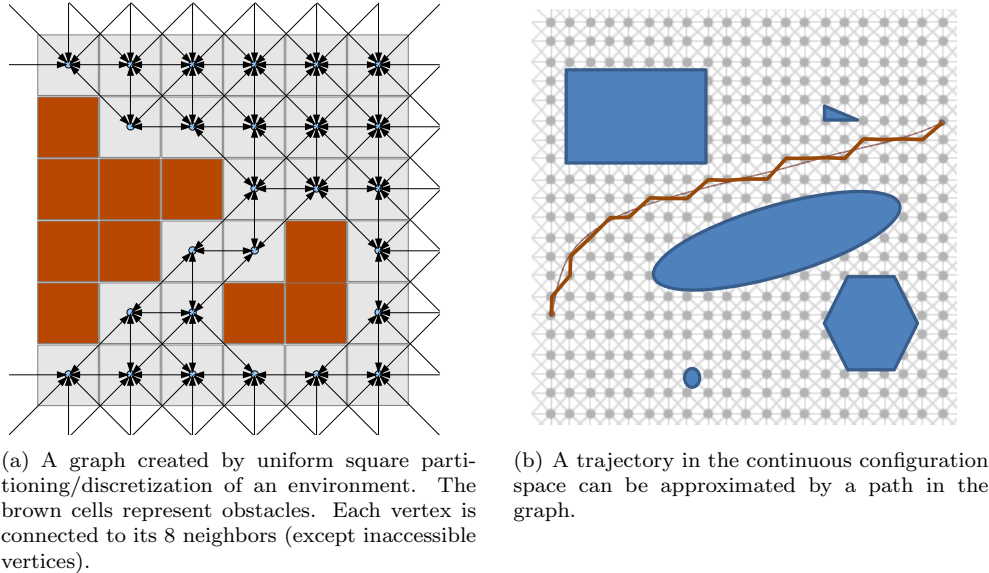 (a) A graph created by uniform square parti-
tioning/discretization of an environment. The
brown cells represent obstacles. Each vertex is
connected to its 8 neighbors (except inaccessible
vertices).
(b) A trajectory in the continuous configuration
space can be approximated by a path in the
graph.